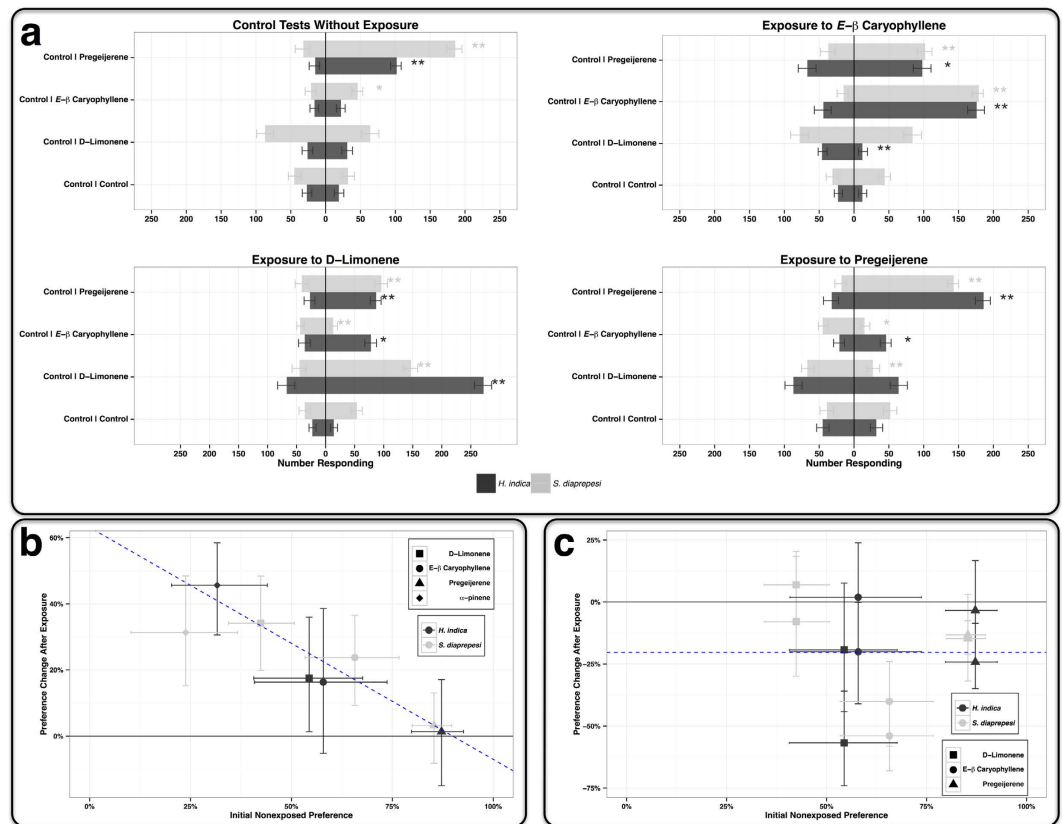 a
Control Tests Without Exposure
Control | Pregeijerene
**
**
Control | E−β Caryophyllene
*
Control | D−Limonene
Control | Control
250 200 150 100 50 0 50 100 150 200 250
Exposure to E−β Caryophyllene
Control | Pregeijerene
**
*
Control | E−β Caryophyllene
**
**
Control | D−Limonene
**
Control | Control
250 200 150 100 50 0 50 100 150 200 250
Exposure to D−Limonene
Control | Pregeijerene
**
**
Control | E−β Caryophyllene
**
*
Control | D−Limonene
**
**
Control | Control
250 200 150 100 50 0 50 100 150 200 250
Number Responding
Exposure to Pregeijerene
Control | Pregeijerene
**
**
Control | E−β Caryophyllene
*
*
Control | D−Limonene
**
Control | Control
250 200 150 100 50 0 50 100 150 200 250
Number Responding
H. indica S. diaprepesi
b
Preference Change After Exposure
60%
40%
20%
0%
D−Limonene
E−β Caryophyllene
Pregeijerene
α−pinene
H. indica
S. diaprepesi
0% 25% 50% 75% 100%
Initial Nonexposed Preference
c
Preference Change After Exposure
25%
0%
−25%
−50%
−75%
H. indica
S. diaprepesi
D−Limonene
E−β Caryophyllene
Pregeijerene
0% 25% 50% 75% 100%
Initial Nonexposed Preference